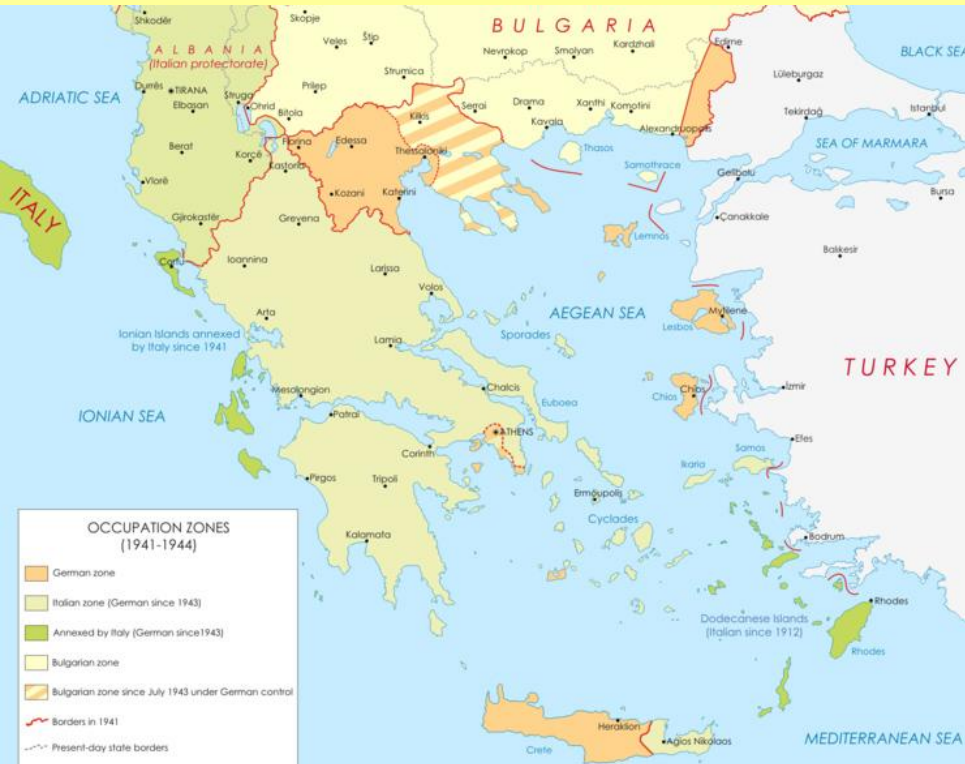 Shkodër
Skopje
BULGARIA
Veles
Štip
Nevrokop
Smolyan
Kardzhali
Edirne
BLACK SEA
ALBANIA
(Italian protectorate)
Strumica
Lüleburgaz
ADRIATIC SEA
Durrës
TIRANA
Elbasan
Struga
Ohrid
Prilep
Bitola
Kilkis
Serrai
Drama
Xanthi
Komotini
Kavala
Alexandruopolis
Tekirdağ
Istanbul
SEA OF MARMARA
Berat
Korçë
Florina
Kastoria
Edessa
Thessaloniki
Thasos
Samothrace
Gelibolu
Bursa
Vlorë
Kozani
Katerini
ITALY
Gjirokastër
Grevena
Lemnos
Çanakkale
Balıkesir
Corfu
Ioannina
Larissa
Volos
Arta
AEGEAN SEA
Mytilene
Lesbos
Ionian Islands annexed
by Italy since 1941
Sporades
Lamia
TURKEY
Mesolongion
Chalcis
Chios
Chios
İzmir
IONIAN SEA
Patrai
Euboea
ATHENS
Corinth
Efes
Samos
Ikaria
Pirgos
Tripoli
Ermoupolis
Cyclades
Kalamata
Bodrum
Rhodes
Dodecanese Islands
(Italian since 1912)
Rhodes
Heraklion
Agios Nikolaos
Crete
MEDITERRANEAN SEA
OCCUPATION ZONES
(1941-1944)
German zone
Italian zone (German since 1943)
Annexed by Italy (German since1943)
Bulgarian zone
Bulgarian zone since July 1943 under German control
Borders in 1941
Present-day state borders